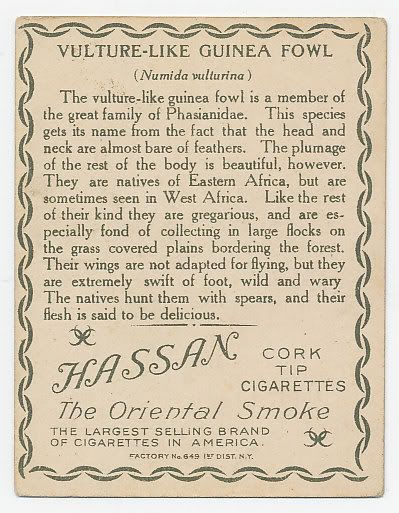 VULTURE-LIKE GUINEA FOWL
(Numida vulturina)
The vulture-like guinea fowl is a member of
the great family of Phasianidae. This species
gets its name from the fact that the head and
neck are almost bare of feathers. The plumage
of the rest of the body is beautiful, however.
They are natives of Eastern Africa, but are
sometimes seen in West Africa. Like the rest
of their kind they are gregarious, and are es-
pecially fond of collecting in large flocks on
the grass covered plains bordering the forest.
Their wings are not adapted for flying, but they
are extremely swift of foot, wild and wary
The natives hunt them with spears, and their
flesh is said to be delicious.
HASSAN
CORK
TIP
CIGARETTES
The Oriental Smoke
THE LARGEST SELLING BRAND
OF CIGARETTES IN AMERICA.
FACTORY No. 649 1ST DIST. N.Y.